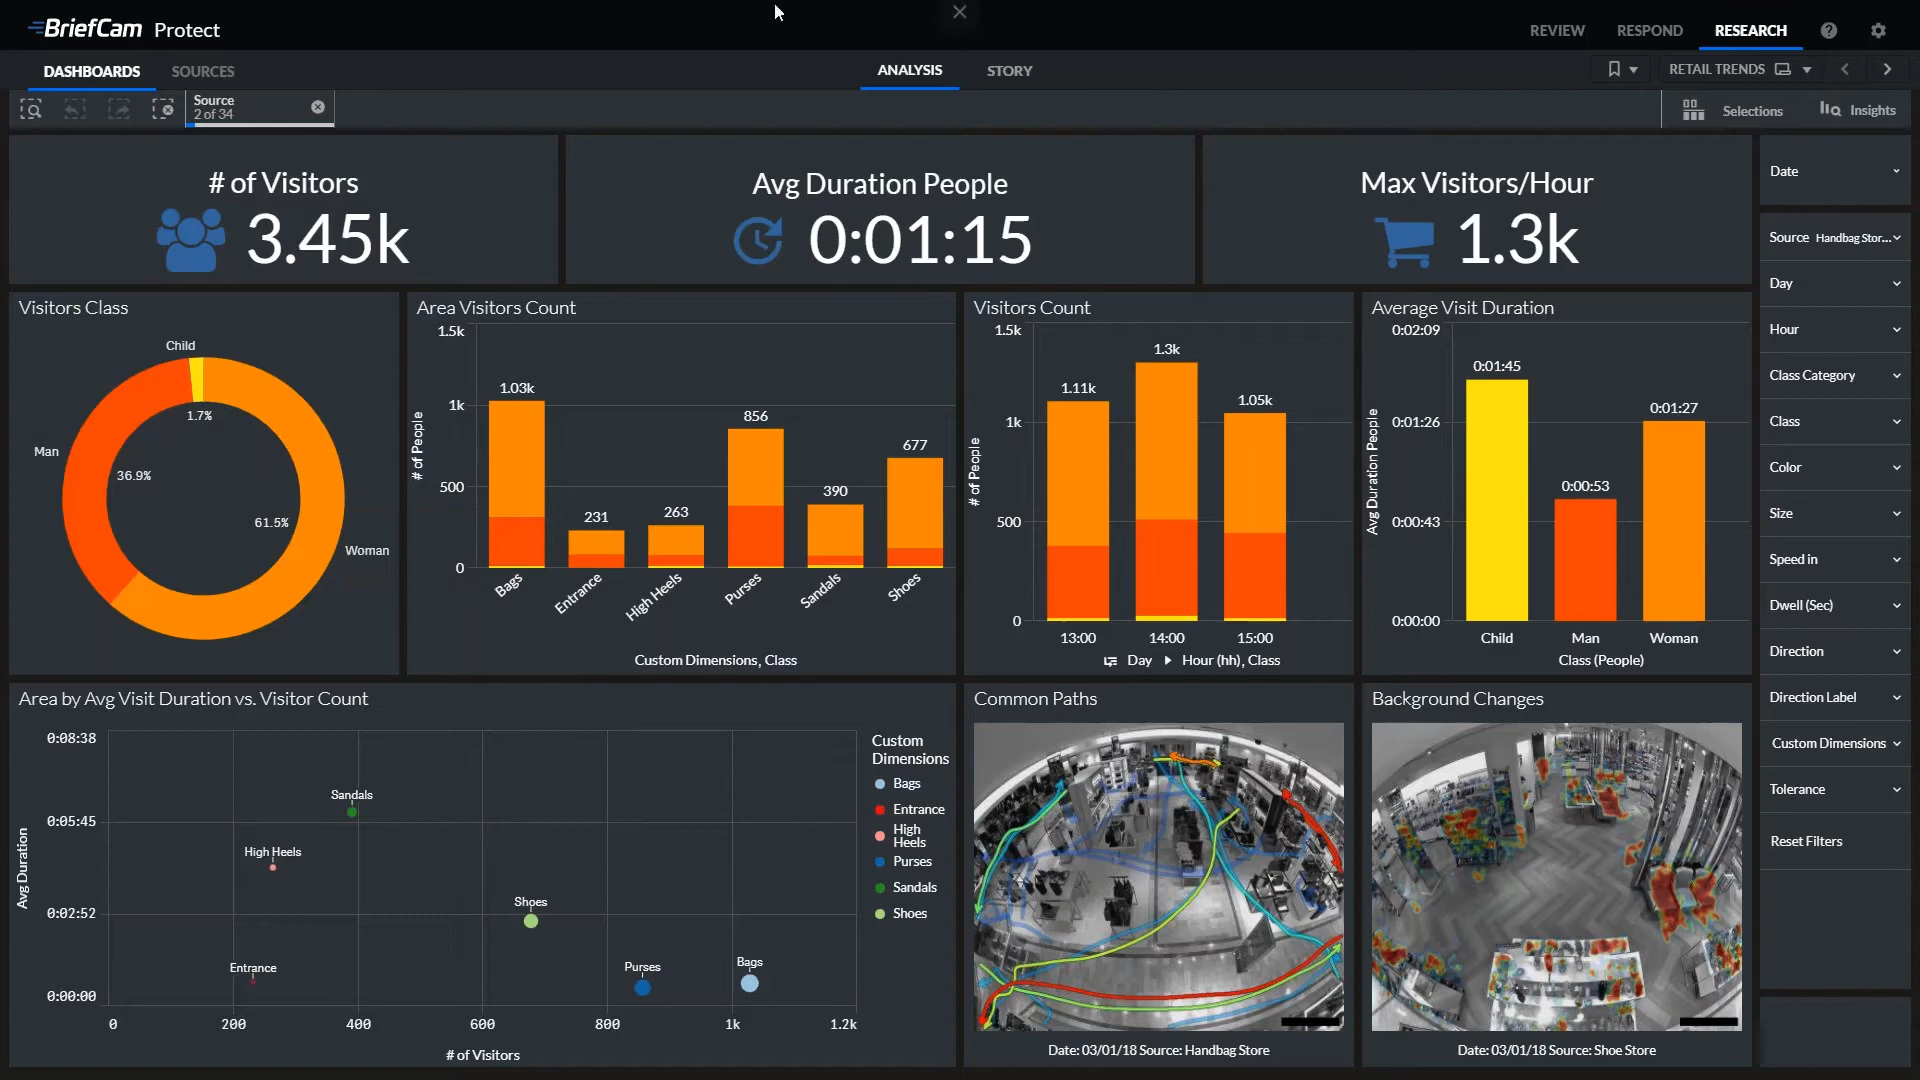 BriefCam Protect
REVIEW
RESPOND
RESEARCH
DASHBOARDS
SOURCES
ANALYSIS
STORY
RETAIL TRENDS
Source
2 of 34
Selections
Insights
# of Visitors
3.45k
Avg Duration People
0:01:15
Max Visitors/Hour
1.3k
Visitors Class
Child
1.7%
Man
36.9%
61.5%
Woman
Area Visitors Count
1.5k
1k
500
0
# of People
1.03k
231
263
856
390
677
Bags
Entrance
High Heels
Purses
Sandals
Shoes
Custom Dimensions, Class
Visitors Count
1.5k
1k
500
0
# of People
1.11k
1.3k
1.05k
13:00
14:00
15:00
Day
Hour (hh), Class
Average Visit Duration
0:02:09
0:01:26
0:00:43
0:00:00
Avg Duration People
0:01:45
0:00:53
0:01:27
Child
Man
Woman
Class (People)
Area by Avg Visit Duration vs. Visitor Count
0:08:38
0:05:45
0:02:52
0:00:00
Avg Duration
Sandals
High Heels
Shoes
Entrance
Purses
Bags
0
200
400
600
800
1k
1.2k
# of Visitors
Custom
Dimensions
Bags
Entrance
High
Heels
Purses
Sandals
Shoes
Common Paths
Date: 03/01/18 Source: Handbag Store
Background Changes
Date: 03/01/18 Source: Shoe Store
Date
Source Handbag Stor...
Day
Hour
Class Category
Class
Color
Size
Speed in
Dwell (Sec)
Direction
Direction Label
Custom Dimensions
Tolerance
Reset Filters